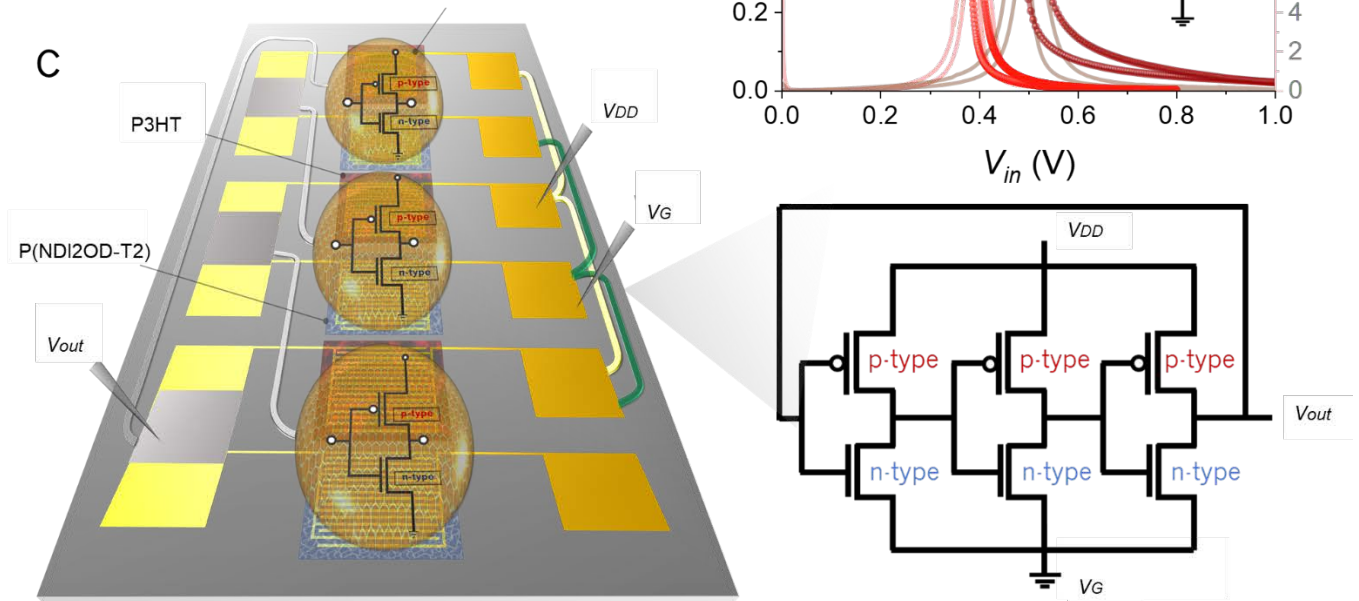 0.2
4
2
0.0
0
0.0
0.2
0.4
0.6
0.8
1.0
Vin (V)
C
P3HT
P(NDI2OD-T2)
Vout
p-type
n-type
p-type
n-type
p-type
n-type
VDD
VG
VDD
p-type
p-type
p-type
n-type
n-type
n-type
Vout
VG